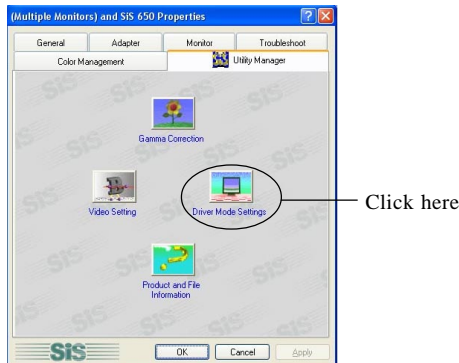 (Multiple Monitors) and SiS 650 Properties
General Adapter Monitor Troubleshoot
Color Management Utility Manager
Gamma Correction
Video Setting Driver Mode Settings
Click here
Product and File
Information
SiS OK Cancel Apply